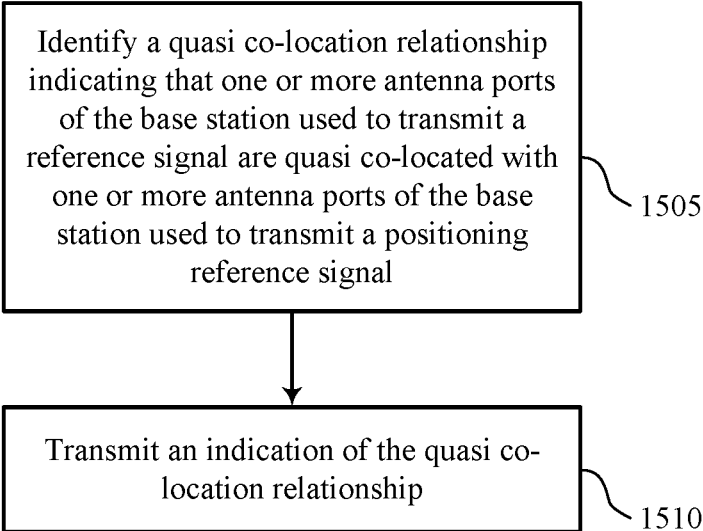 Identify a quasi co-location relationship
indicating that one or more antenna ports
of the base station used to transmit a
reference signal are quasi co-located with
one or more antenna ports of the base
station used to transmit a positioning
reference signal
1505
Transmit an indication of the quasi co-
location relationship
1510